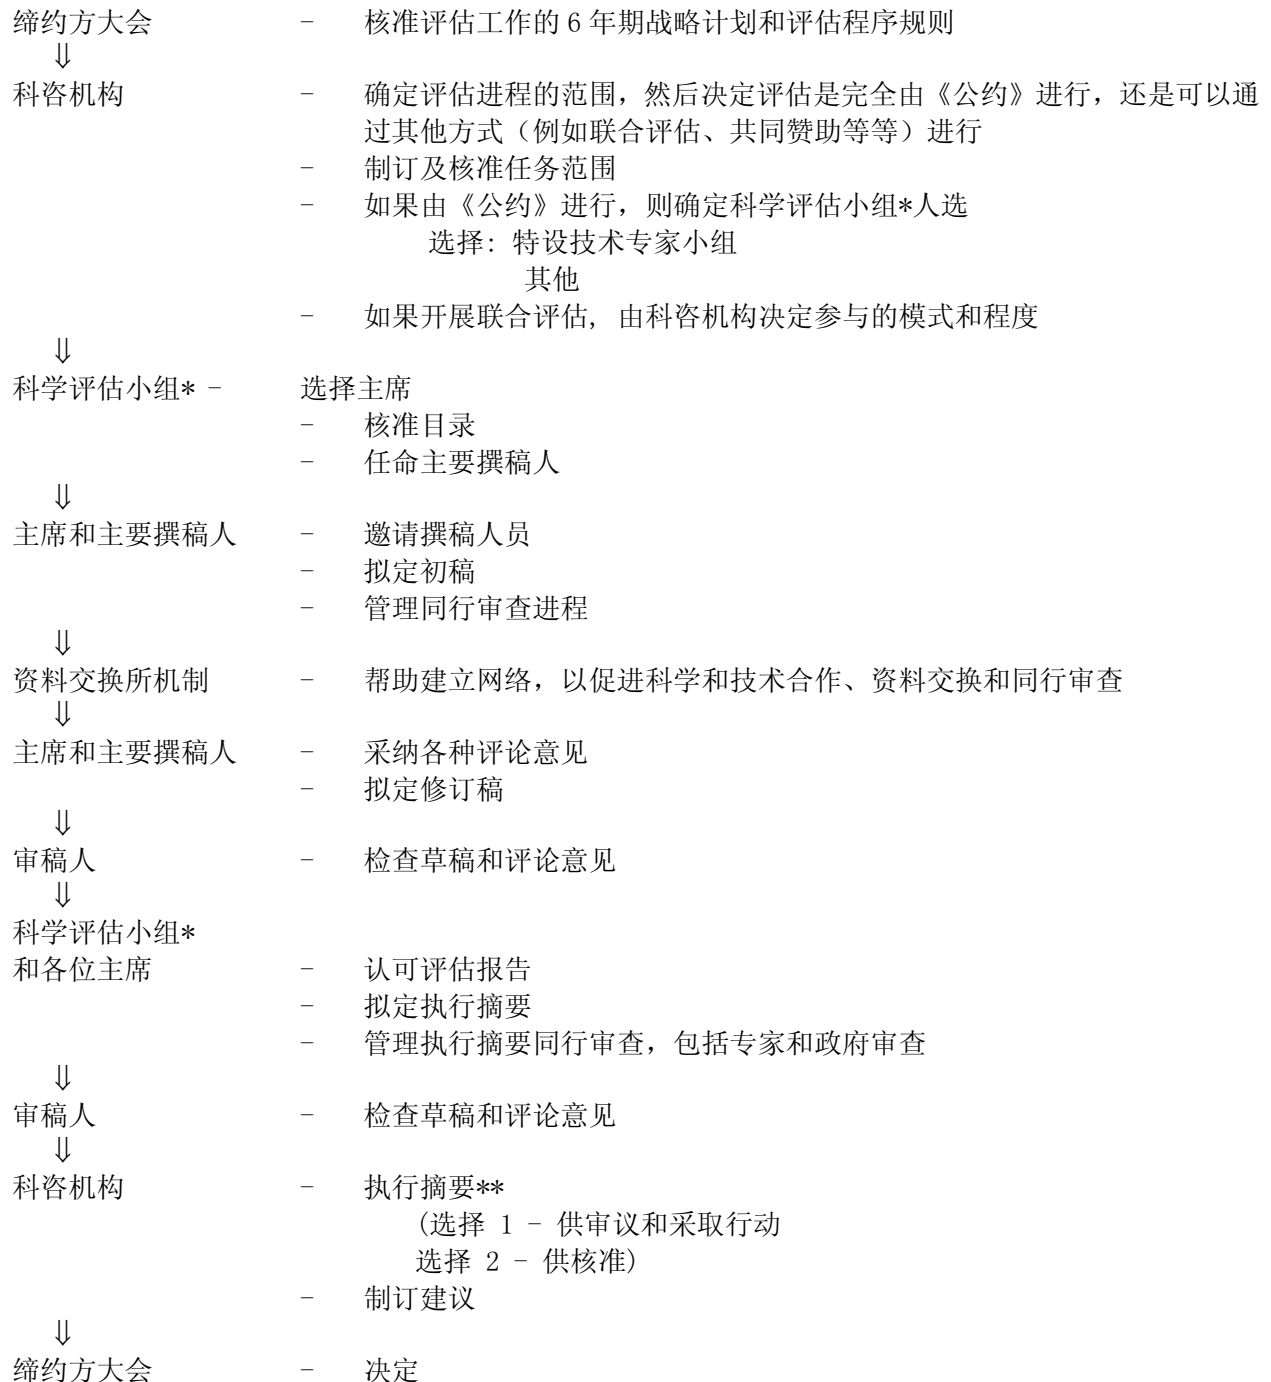 缔约方大会 - 核准评估工作的 6 年期战略计划和评估程序规则
⇓
科咨机构 - 确定评估进程的范围，然后决定评估是完全由《公约》进行，还是可以通
过其他方式（例如联合评估、共同赞助等等）进行
- 制订及核准任务范围
- 如果由《公约》进行，则确定科学评估小组*人选
选择: 特设技术专家小组
其他
- 如果开展联合评估, 由科咨机构决定参与的模式和程度
⇓
科学评估小组* - 选择主席
- 核准目录
- 任命主要撰稿人
⇓
主席和主要撰稿人 - 邀请撰稿人员
- 拟定初稿
- 管理同行审查进程
⇓
资料交换所机制 - 帮助建立网络，以促进科学和技术合作、资料交换和同行审查
⇓
主席和主要撰稿人 - 采纳各种评论意见
- 拟定修订稿
⇓
审稿人 - 检查草稿和评论意见
⇓
科学评估小组*
和各位主席 - 认可评估报告
- 拟定执行摘要
- 管理执行摘要同行审查，包括专家和政府审查
⇓
审稿人 - 检查草稿和评论意见
⇓
科咨机构 - 执行摘要**
(选择 1 - 供审议和采取行动
选择 2 - 供核准)
- 制订建议
⇓
缔约方大会 - 决定